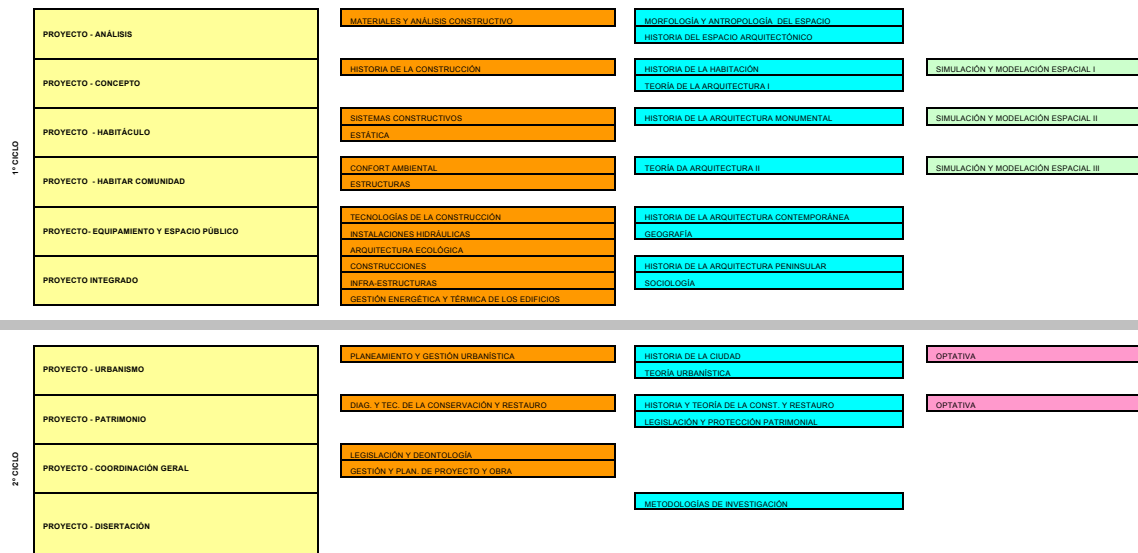 1º CICLO
PROYECTO - ANÁLISIS
MATERIALES Y ANÁLISIS CONSTRUCTIVO
MORFOLOGÍA Y ANTROPOLOGÍA DEL ESPACIO
HISTORIA DEL ESPACIO ARQUITECTÓNICO
PROYECTO - CONCEPTO
HISTORIA DE LA CONSTRUCCIÓN
HISTORIA DE LA HABITACIÓN
TEORÍA DE LA ARQUITECTURA I
SIMULACIÓN Y MODELACIÓN ESPACIAL I
PROYECTO - HABITÁCULO
SISTEMAS CONSTRUCTIVOS
ESTÁTICA
HISTORIA DE LA ARQUITECTURA MONUMENTAL
SIMULACIÓN Y MODELACIÓN ESPACIAL II
PROYECTO - HABITAR COMUNIDAD
CONFORT AMBIENTAL
ESTRUCTURAS
TEORÍA DA ARQUITECTURA II
SIMULACIÓN Y MODELACIÓN ESPACIAL III
PROYECTO- EQUIPAMIENTO Y ESPACIO PÚBLICO
TECNOLOGÍAS DE LA CONSTRUCCIÓN
INSTALACIONES HIDRÁULICAS
ARQUITECTURA ECOLÓGICA
HISTORIA DE LA ARQUITECTURA CONTEMPORÁNEA
GEOGRAFÍA
PROYECTO INTEGRADO
CONSTRUCCIONES
INFRA-ESTRUCTURAS
GESTIÓN ENERGÉTICA Y TÉRMICA DE LOS EDIFICIOS
HISTORIA DE LA ARQUITECTURA PENINSULAR
SOCIOLOGÍA
2º CICLO
PROYECTO - URBANISMO
PLANEAMIENTO Y GESTIÓN URBANÍSTICA
HISTORIA DE LA CIUDAD
TEORÍA URBANÍSTICA
OPTATIVA
PROYECTO - PATRIMONIO
DIAG. Y TEC. DE LA CONSERVACIÓN Y RESTAURO
HISTORIA Y TEORÍA DE LA CONST. Y RESTAURO
LEGISLACIÓN Y PROTECCIÓN PATRIMONIAL
OPTATIVA
PROYECTO - COORDINACIÓN GERAL
LEGISLACIÓN Y DEONTOLOGÍA
GESTIÓN Y PLAN. DE PROYECTO Y OBRA
PROYECTO - DISERTACIÓN
METODOLOGÍAS DE INVESTIGACIÓN